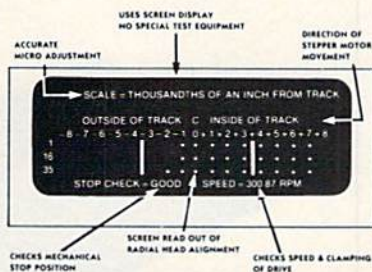 USES SCREEN DISPLAY
NO SPECIAL TEST EQUIPMENT
ACCURATE
MICRO ADJUSTMENT
DIRECTION OF
STEPPER MOTOR
MOVEMENT
SCALE = THOUSANDTHS OF AN INCH FROM TRACK
OUTSIDE OF TRACK C INSIDE OF TRACK
-8-7-6-5-4-3-2-1 0+1+2+3+4+5+6+7+8
1
16
35
STOP CHECK = GOOD SPEED = 300.87 RPM
CHECKS MECHANICAL
STOP POSITION
SCREEN READ OUT OF
RADIAL HEAD ALIGNMENT
CHECKS SPEED & CLAMPING
OF DRIVE